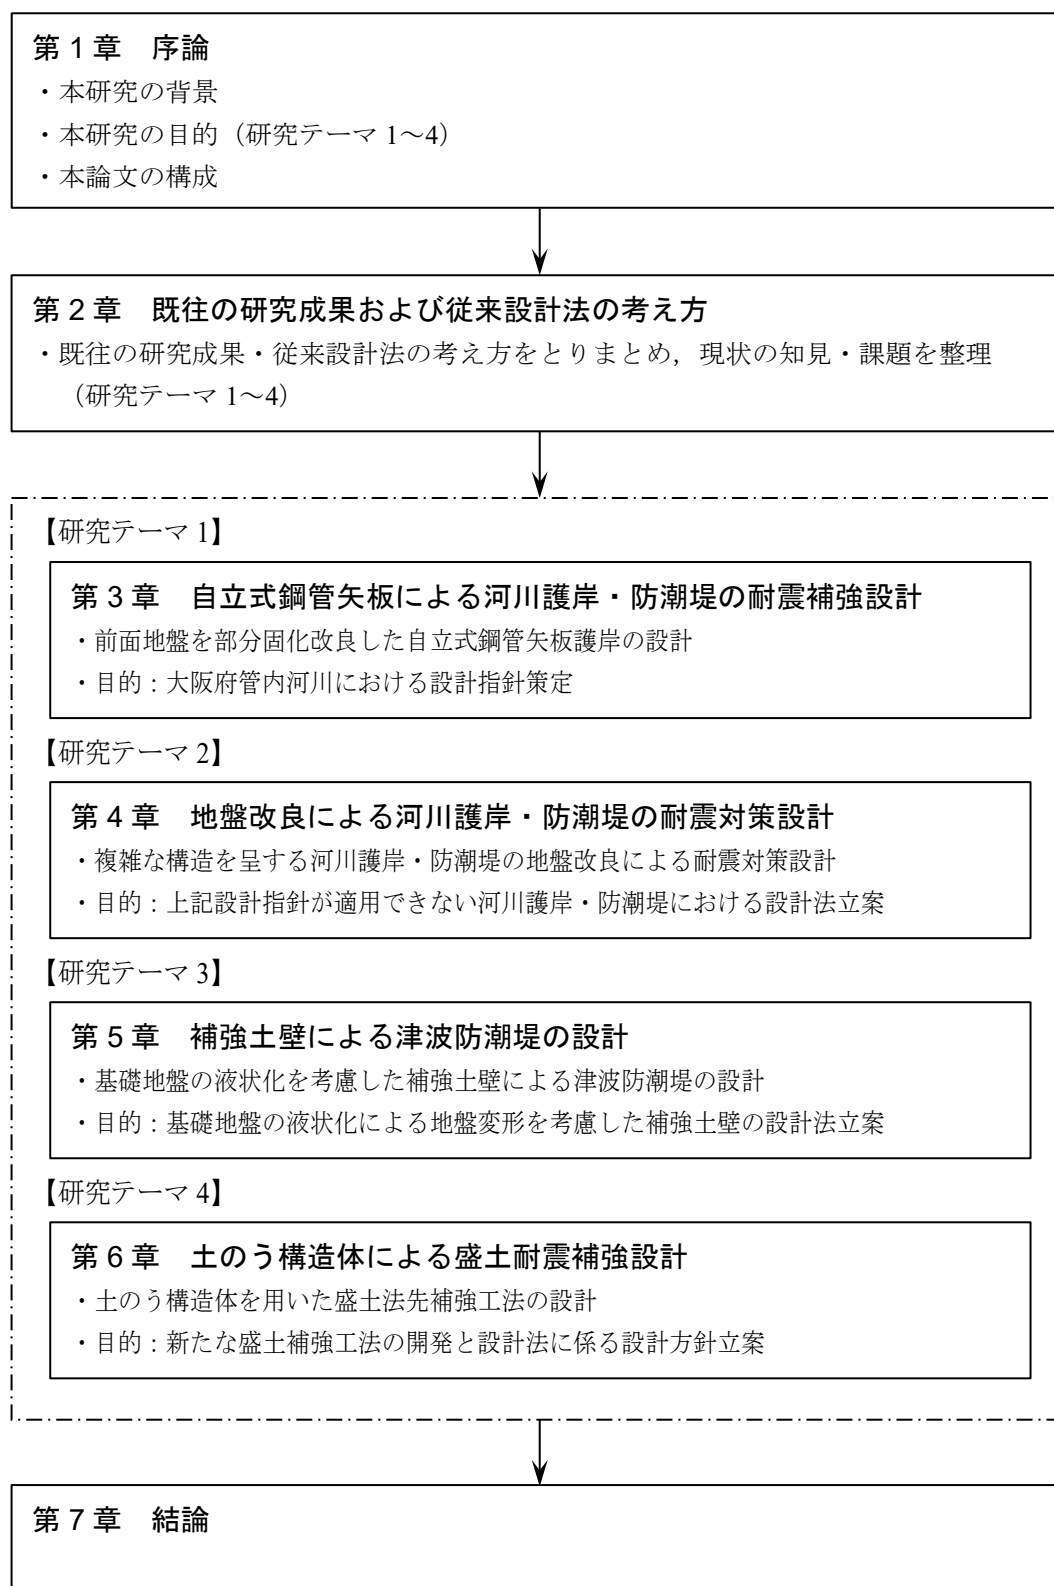 第 1 章　序論
・本研究の背景
・本研究の目的（研究テーマ 1～4）
・本論文の構成
第 2 章　既往の研究成果および従来設計法の考え方
・既往の研究成果・従来設計法の考え方をとりまとめ，現状の知見・課題を整理
（研究テーマ 1～4）
【研究テーマ 1】
第 3 章　自立式鋼管矢板による河川護岸・防潮堤の耐震補強設計
・前面地盤を部分固化改良した自立式鋼管矢板護岸の設計
・目的：大阪府管内河川における設計指針策定
【研究テーマ 2】
第 4 章　地盤改良による河川護岸・防潮堤の耐震対策設計
・複雑な構造を呈する河川護岸・防潮堤の地盤改良による耐震対策設計
・目的：上記設計指針が適用できない河川護岸・防潮堤における設計法立案
【研究テーマ 3】
第 5 章　補強土壁による津波防潮堤の設計
・基礎地盤の液状化を考慮した補強土壁による津波防潮堤の設計
・目的：基礎地盤の液状化による地盤変形を考慮した補強土壁の設計法立案
【研究テーマ 4】
第 6 章　土のう構造体による盛土耐震補強設計
・土のう構造体を用いた盛土法先補強工法の設計
・目的：新たな盛土補強工法の開発と設計法に係る設計方針立案
第 7 章　結論